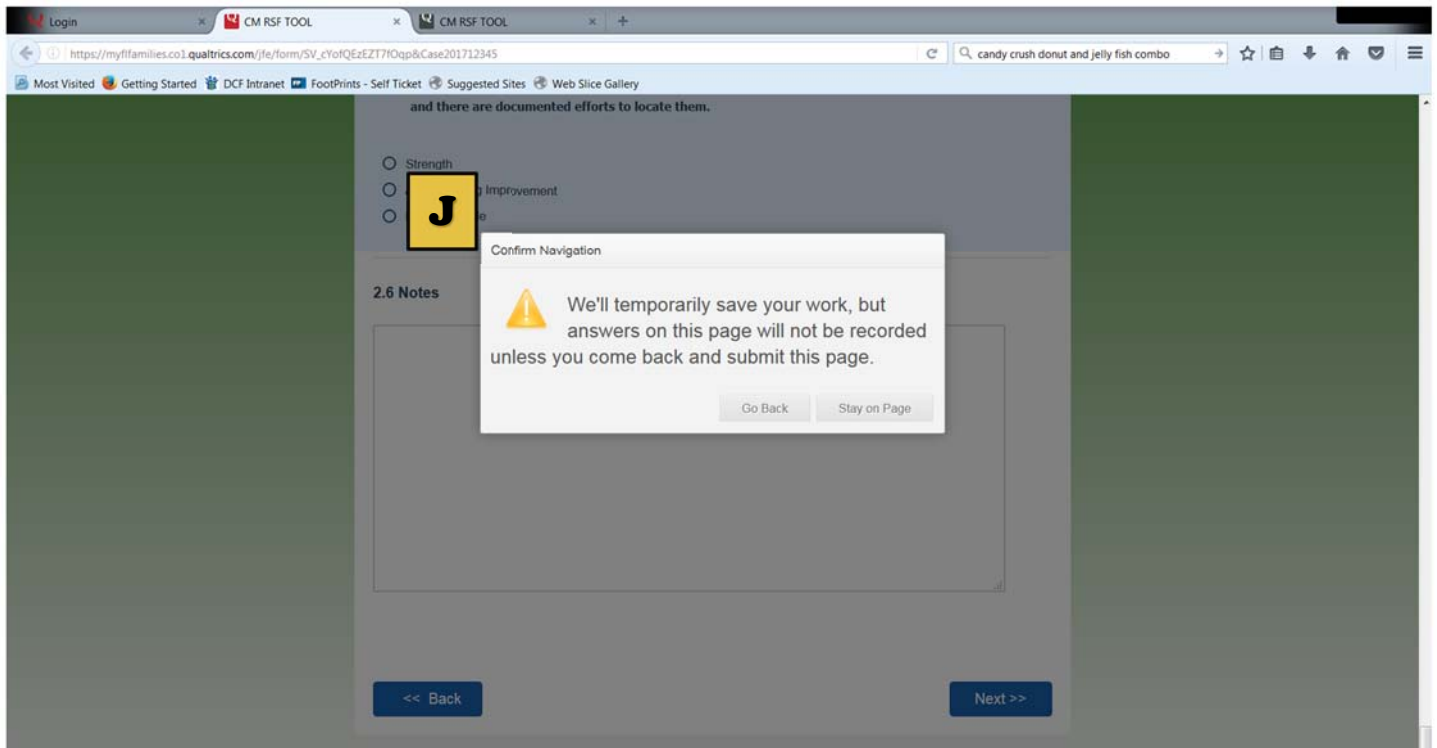 Login × CM RSF TOOL × CM RSF TOOL × +
https://myflfamilies.co1.qualtrics.com/jfe/form/SV_cYofQEzEZT7fOqp&Case201712345 candy crush donut and jelly fish combo
Most Visited Getting Started DCF Intranet FootPrints - Self Ticket Suggested Sites Web Slice Gallery
and there are documented efforts to locate them.
Strength
Improvement
J
Confirm Navigation
2.6 Notes
We'll temporarily save your work, but
answers on this page will not be recorded
unless you come back and submit this page.
Go Back Stay on Page
<< Back Next >>